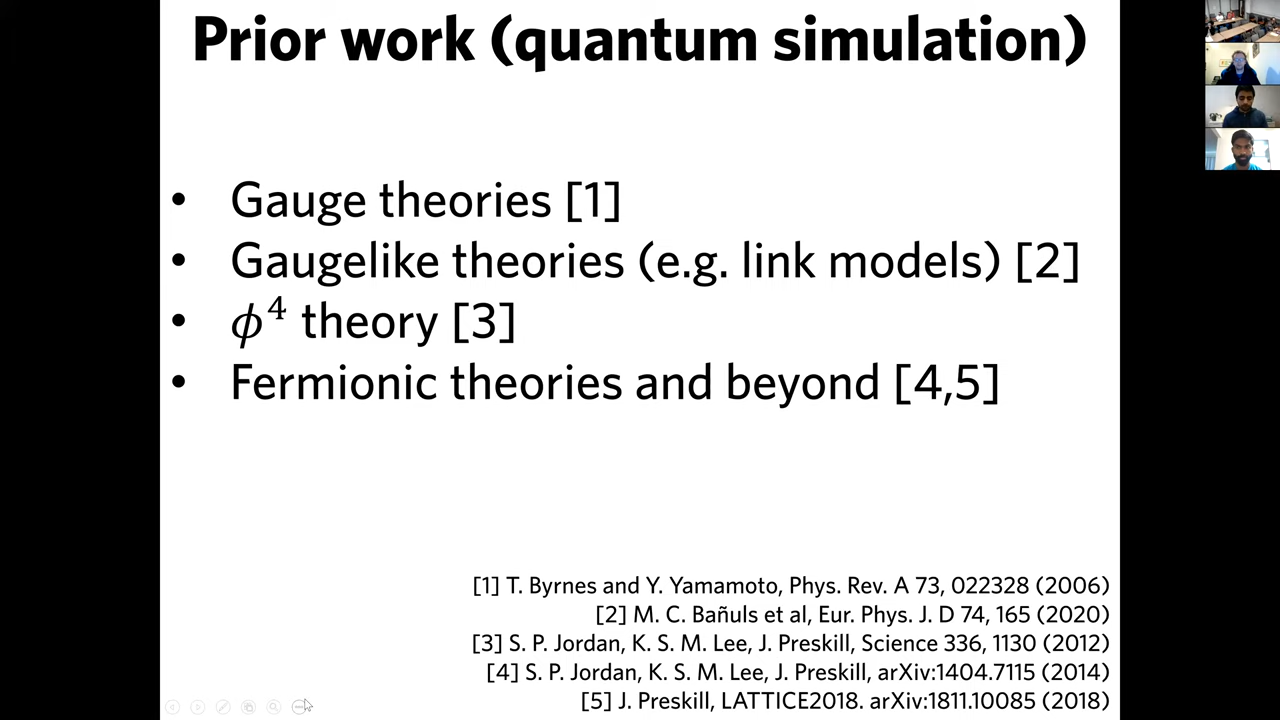 Prior work (quantum simulation)
• Gauge theories [1]
• Gaugelike theories (e.g. link models) [2]
• ϕ⁴ theory [3]
• Fermionic theories and beyond [4,5]
[1] T. Byrnes and Y. Yamamoto, Phys. Rev. A 73, 022328 (2006)
[2] M. C. Bañuls et al, Eur. Phys. J. D 74, 165 (2020)
[3] S. P. Jordan, K. S. M. Lee, J. Preskill, Science 336, 1130 (2012)
[4] S. P. Jordan, K. S. M. Lee, J. Preskill, arXiv:1404.7115 (2014)
[5] J. Preskill, LATTICE2018. arXiv:1811.10085 (2018)